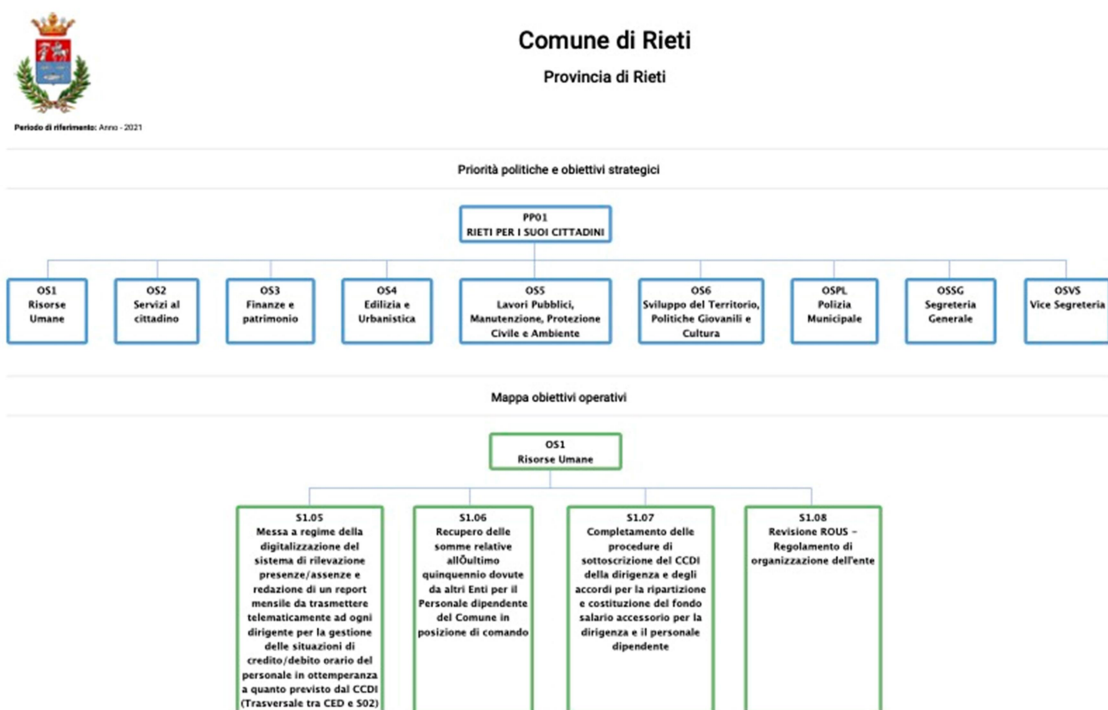 Comune di Rieti
Provincia di Rieti
Periodo di riferimento: Anno - 2021
Priorità politiche e obiettivi strategici
PP01
RIETI PER I SUOI CITTADINI
OS1
Risorse
Umane
OS2
Servizi al
cittadino
OS3
Finanze e
patrimonio
OS4
Edilizia e
Urbanistica
OS5
Lavori Pubblici,
Manutenzione, Protezione
Civile e Ambiente
OS6
Sviluppo del Territorio,
Politiche Giovanili e
Cultura
OSPL
Polizia
Municipale
OSSG
Segreteria
Generale
OSVS
Vice Segreteria
Mappa obiettivi operativi
OS1
Risorse Umane
S1.05
Messa a regime della
digitalizzazione del
sistema di rilevazione
presenze/assenze e
redazione di un report
mensile da trasmettere
telematicamente ad ogni
dirigente per la gestione
delle situazioni di
credito/debito orario del
personale in ottemperanza
a quanto previsto dal CCDI
(Trasversale tra CED e S02)
S1.06
Recupero delle
somme relative
allÕultimo
quinquennio dovute
da altri Enti per il
Personale dipendente
del Comune in
posizione di comando
S1.07
Completamento delle
procedure di
sottoscrizione del CCDI
della dirigenza e degli
accordi per la ripartizione
e costituzione del fondo
salario accessorio per la
dirigenza e il personale
dipendente
S1.08
Revisione ROUS –
Regolamento di
organizzazione dell'ente